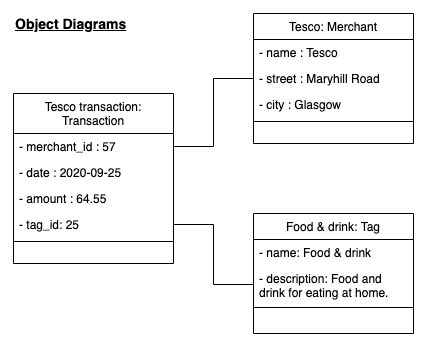 Object Diagrams
Tesco: Merchant
- name : Tesco
- street : Maryhill Road
- city : Glasgow
Tesco transaction:
Transaction
- merchant_id : 57
- date : 2020-09-25
- amount : 64.55
- tag_id: 25
Food & drink: Tag
- name: Food & drink
- description: Food and
drink for eating at home.